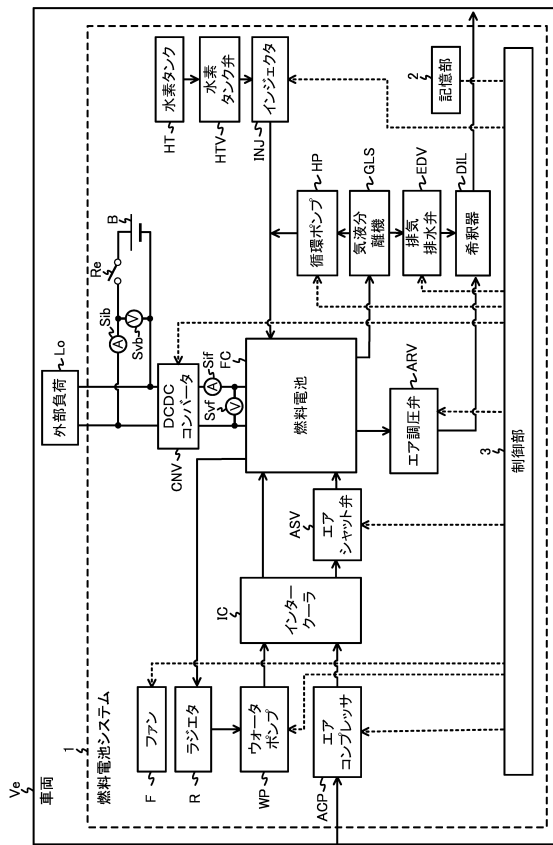 Ve
車両
1
燃料電池システム
外部負荷
Lo
Re
B
Sib
A
V
Svb
水素タンク
HT
水素
タンク弁
HTV
インジェクタ
INJ
DCDC
コンバータ
CNV
A
Sif
V
Svf
FC
燃料電池
循環ポンプ
HP
気液分
離機
GLS
排気
排水弁
EDV
希釈器
DIL
2
記憶部
エア調圧弁
ARV
ASV
エア
シャット弁
IC
インター
クーラ
ファン
F
ラジエタ
R
ウォータ
ポンプ
WP
エア
コンプレッサ
ACP
3
制御部